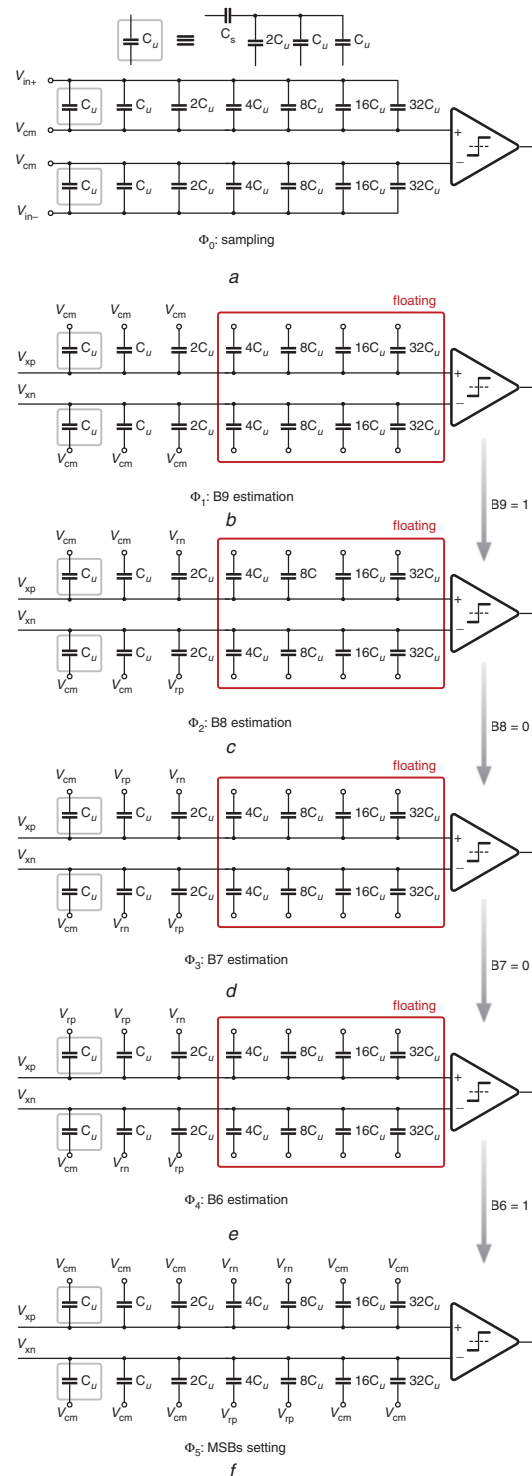 C_u ≡ C_s 2C_u C_u C_u
V_in+
C_u C_u 2C_u 4C_u 8C_u 16C_u 32C_u
V_cm +
V_cm −
C_u C_u 2C_u 4C_u 8C_u 16C_u 32C_u
V_in−
Φ_0: sampling
a
floating
V_cm V_cm V_cm
C_u C_u 2C_u 4C_u 8C_u 16C_u 32C_u
V_xp +
V_xn −
C_u C_u 2C_u 4C_u 8C_u 16C_u 32C_u
V_cm V_cm V_cm
Φ_1: B9 estimation
b
B9 = 1
floating
V_cm V_cm V_rn
C_u C_u 2C_u 4C_u 8C 16C_u 32C_u
V_xp +
V_xn −
C_u C_u 2C_u 4C_u 8C_u 16C_u 32C_u
V_cm V_cm V_rp
Φ_2: B8 estimation
c
B8 = 0
floating
V_cm V_rp V_rn
C_u C_u 2C_u 4C_u 8C_u 16C_u 32C_u
V_xp +
V_xn −
C_u C_u 2C_u 4C_u 8C_u 16C_u 32C_u
V_cm V_rn V_rp
Φ_3: B7 estimation
d
B7 = 0
floating
V_rp V_rp V_rn
C_u C_u 2C_u 4C_u 8C_u 16C_u 32C_u
V_xp +
V_xn −
C_u C_u 2C_u 4C_u 8C_u 16C_u 32C_u
V_cm V_rn V_rp
Φ_4: B6 estimation
e
B6 = 1
V_cm V_cm V_cm V_rn V_rn V_cm V_cm
C_u C_u 2C_u 4C_u 8C_u 16C_u 32C_u
V_xp +
V_xn −
C_u C_u 2C_u 4C_u 8C_u 16C_u 32C_u
V_cm V_cm V_cm V_rp V_rp V_cm V_cm
Φ_5: MSBs setting
f